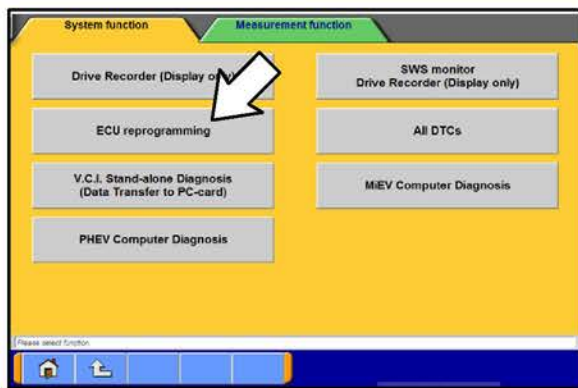 System function
Measurement function
Drive Recorder (Display only)
SWS monitor
Drive Recorder (Display only)
ECU reprogramming
All DTCs
V.C.I. Stand-alone Diagnosis
(Data Transfer to PC-card)
MiEV Computer Diagnosis
PHEV Computer Diagnosis
Please select function